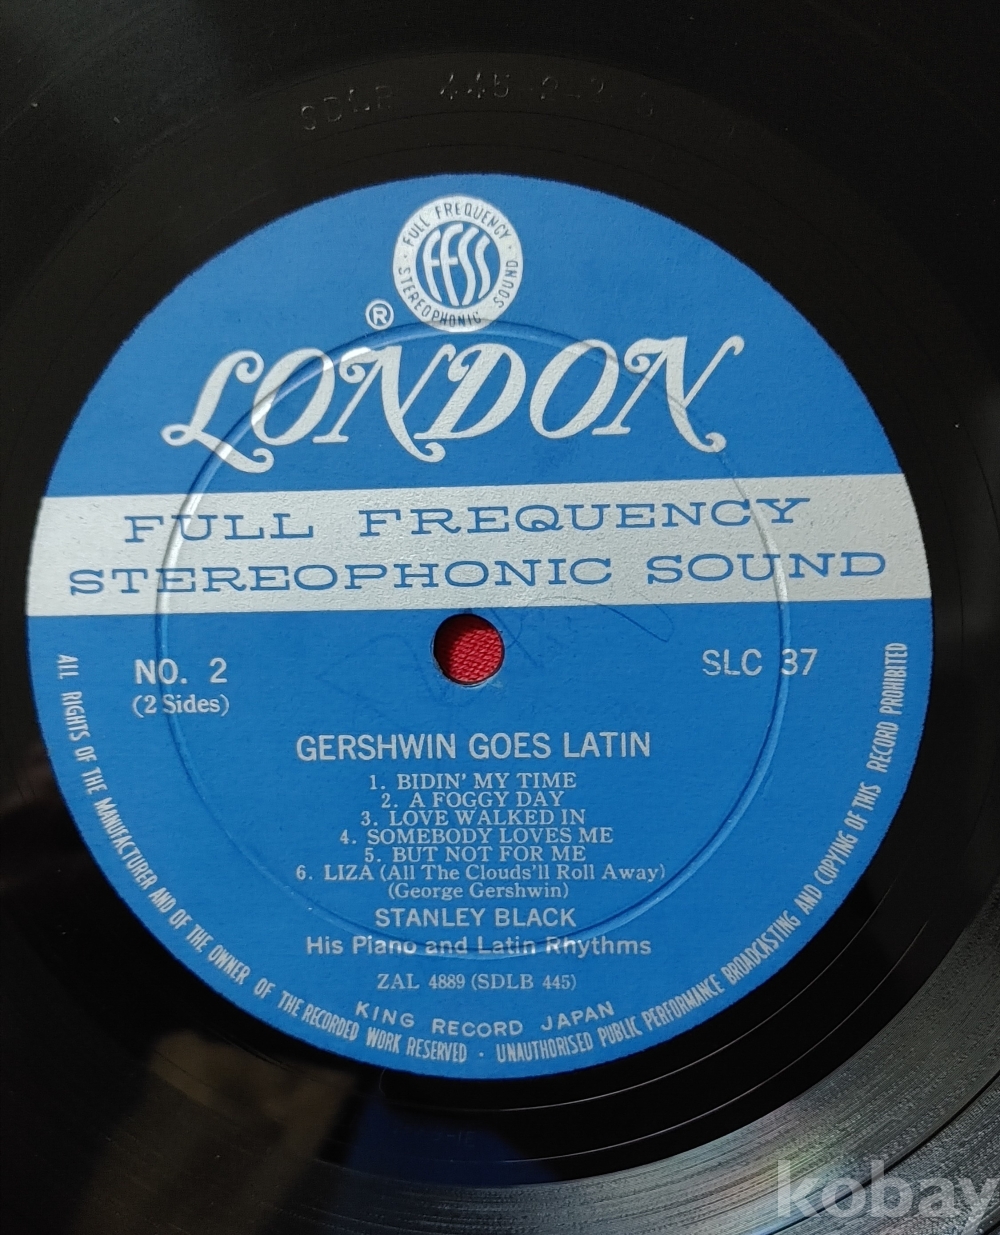 FULL FREQUENCY
FFSS
STEREOPHONIC SOUND
®
LONDON
FULL FREQUENCY
STEREOPHONIC SOUND
NO. 2
(2 Sides)
SLC 37
GERSHWIN GOES LATIN
1. BIDIN' MY TIME
2. A FOGGY DAY
3. LOVE WALKED IN
4. SOMEBODY LOVES ME
5. BUT NOT FOR ME
6. LIZA (All The Clouds'll Roll Away)
(George Gershwin)
STANLEY BLACK
His Piano and Latin Rhythms
ZAL 4889 (SDLB 445)
KING RECORD JAPAN
ALL RIGHTS OF THE MANUFACTURER AND OF THE OWNER OF THE RECORDED WORK RESERVED · UNAUTHORISED PUBLIC PERFORMANCE BROADCASTING AND COPYING OF THIS RECORD PROHIBITED
kobay